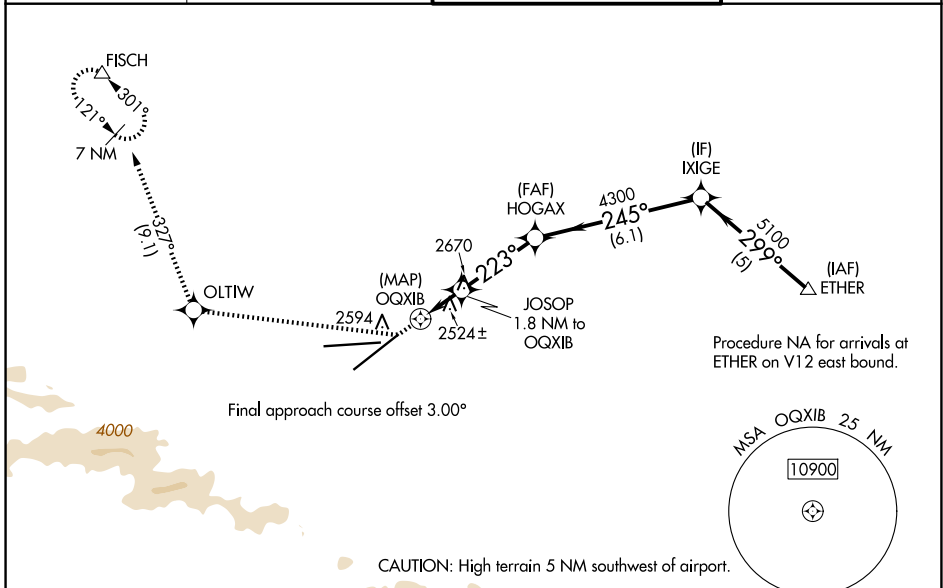 FISCH
301°
121°
7 NM
327°
(9.1)
OLTIW
(IF)
IXIGE
(FAF)
HOGAX
4300
245°
(6.1)
5100
299°
(5)
(IAF)
ETHER
2670
223°
(MAP)
OQXIB
2594
2524±
JOSOP
1.8 NM to
OQXIB
Procedure NA for arrivals at
ETHER on V12 east bound.
Final approach course offset 3.00°
4000
MSA OQXIB 25 NM
10900
CAUTION: High terrain 5 NM southwest of airport.